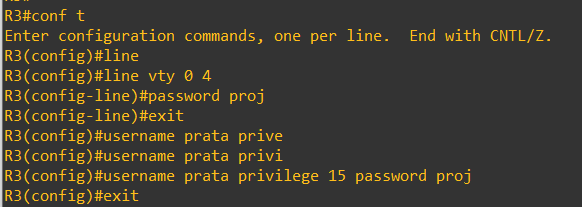 R3#conf t
Enter configuration commands, one per line.  End with CNTL/Z.
R3(config)#line
R3(config)#line vty 0 4
R3(config-line)#password proj
R3(config-line)#exit
R3(config)#username prata prive
R3(config)#username prata privi
R3(config)#username prata privilege 15 password proj
R3(config)#exit